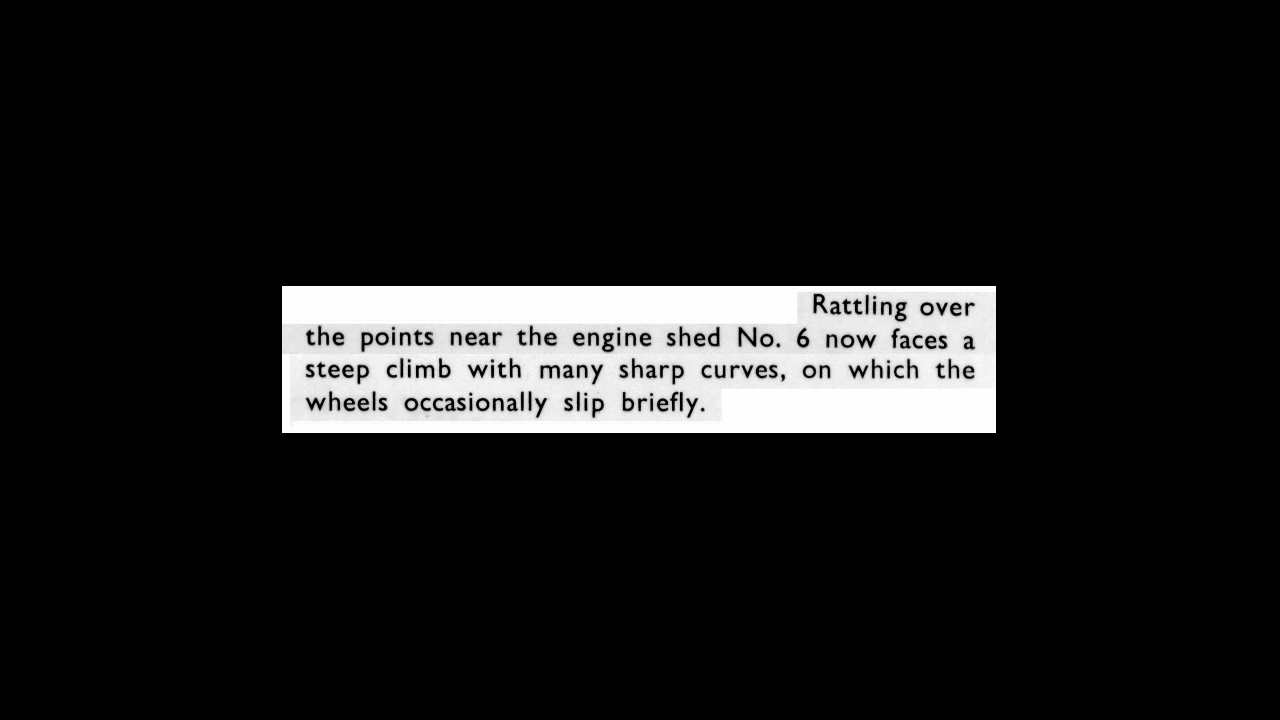 Rattling over
the points near the engine shed No. 6 now faces a
steep climb with many sharp curves, on which the
wheels occasionally slip briefly.